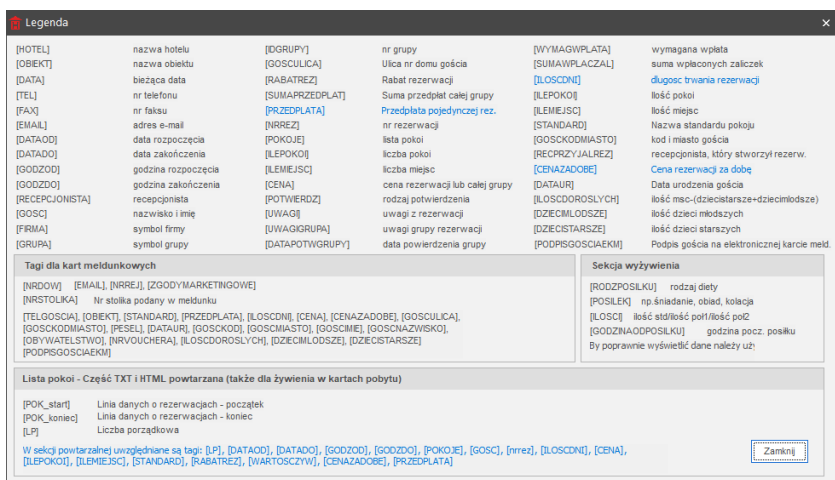 Legenda
[HOTEL] nazwa hotelu [IDGRUPY] nr grupy [WYMAGWPLATA] wymagana wpłata
[OBIEKT] nazwa obiektu [GOSCULICA] Ulica nr domu gościa [SUMAWPLACZAL] suma wpłaconych zaliczek
[DATA] bieżąca data [RABATREZ] Rabat rezerwacji [ILOSCDNI] dlugosc trwania rezerwacji
[TEL] nr telefonu [SUMAPRZEDPLAT] Suma przedpłat całej grupy [ILEPOKOI] Ilość pokoi
[FAX] nr faksu [PRZEDPLATA] Przedpłata pojedynczej rez. [ILEMIEJSC] Ilość miejsc
[EMAIL] adres e-mail [NRREZ] nr rezerwacji [STANDARD] Nazwa standardu pokoju
[DATAOD] data rozpoczęcia [POKOJE] lista pokoi [GOSCKODMIASTO] kod i miasto gościa
[DATADO] data zakończenia [ILEPOKOI] liczba pokoi [RECPRZYJALREZ] recepcjonista, który stworzył rezerw.
[GODZOD] godzina rozpoczęcia [ILEMIEJSC] liczba miejsc [CENAZADOBE] Cena rezerwacji za dobę
[GODZDO] godzina zakończenia [CENA] cena rezerwacji lub całej grupy [DATAUR] Data urodzenia gościa
[RECEPCJONISTA] recepcjonista [POTWIERDZ] rodzaj potwierdzenia [ILOSCDOROSLYCH] ilość msc-(dziecistarsze+dziecimlodsze)
[GOSC] nazwisko i imię [UWAGI] uwagi z rezerwacji [DZIECIMLODSZE] ilość dzieci młodszych
[FIRMA] symbol firmy [UWAGIGRUPA] uwagi grupy rezerwacji [DZIECISTARSZE] ilość dzieci starszych
[GRUPA] symbol grupy [DATAPOTWGRUPY] data powierdzenia grupy [PODPISGOSCIAEKM] Podpis gościa na elektronicznej karcie meld.
Tagi dla kart meldunkowych
[NRDOW] [EMAIL], [NRREJ], [ZGODYMARKETINGOWE]
[NRSTOLIKA] Nr stolika podany w meldunku
[TELGOSCIA], [OBIEKT], [STANDARD], [PRZEDPLATA], [ILOSCDNI], [CENA], [CENAZADOBE], [GOSCULICA],
[GOSCKODMIASTO], [PESEL], [DATAUR], [GOSCKOD], [GOSCMIASTO], [GOSCIMIE], [GOSCNAZWISKO],
[OBYWATELSTWO], [NRVOUCHERA], [ILOSCDOROSLYCH], [DZIECIMLODSZE], [DZIECISTARSZE]
[PODPISGOSCIAEKM]
Sekcja wyżywienia
[RODZPOSILKU] rodzaj diety
[POSILEK] np.śniadanie, obiad, kolacja
[ILOSC] ilość std/ilość poł1/ilość poł2
[GODZINAODPOSILKU] godzina pocz. posiłku
By poprawnie wyświetlić dane należy uży
Lista pokoi - Część TXT i HTML powtarzana (także dla żywienia w kartach pobytu)
[POK_start] Linia danych o rezerwacjach - początek
[POK_koniec] Linia danych o rezerwacjach - koniec
[LP] Liczba porządkowa
W sekcji powtarzalnej uwzględniane są tagi: [LP], [DATAOD], [DATADO], [GODZOD], [GODZDO], [POKOJE], [GOSC], [nrrez], [ILOSCDNI], [CENA],
[ILEPOKOI], [ILEMIEJSC], [STANDARD], [RABATREZ], [WARTOSCZYW], [CENAZADOBE], [PRZEDPLATA]
Zamknij